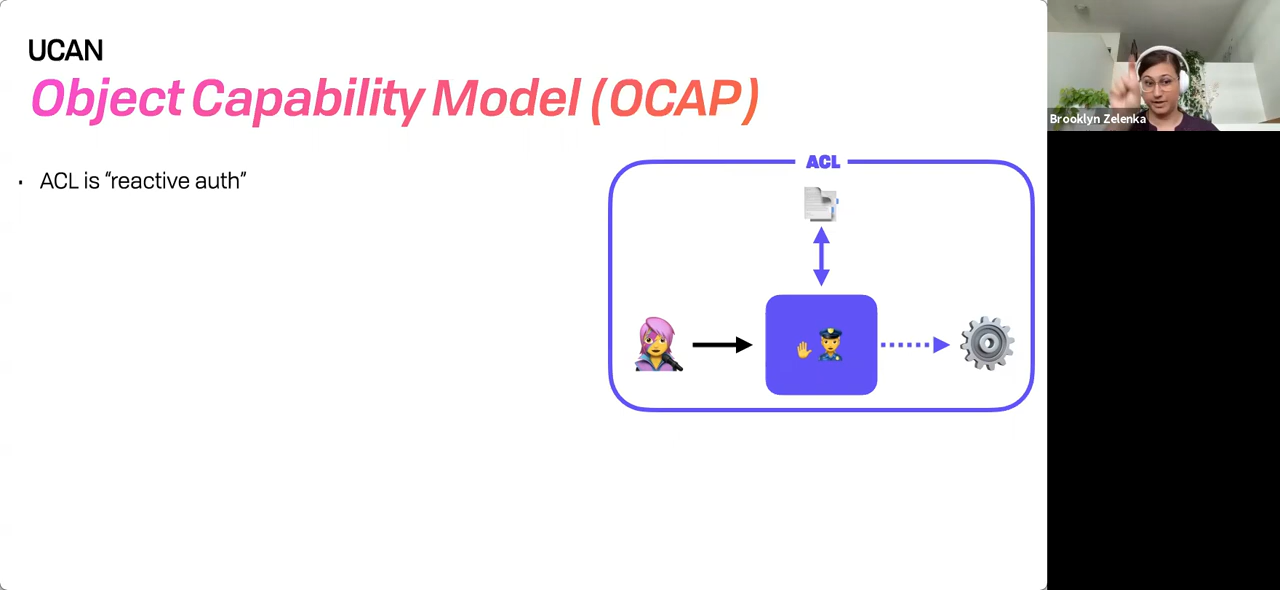 UCAN
Object Capability Model (OCAP)
· ACL is “reactive auth”
ACL
Brooklyn Zelenka